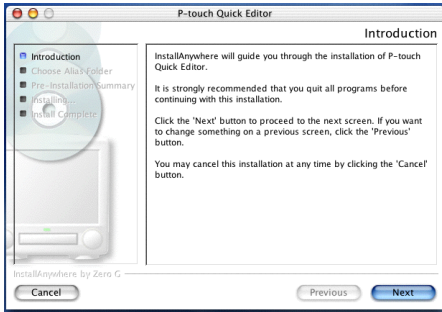 P-touch Quick Editor
Introduction
Introduction
Choose Alias Folder
Pre-Installation Summary
Installing...
Install Complete
InstallAnywhere will guide you through the installation of P-touch
Quick Editor.
It is strongly recommended that you quit all programs before
continuing with this installation.
Click the 'Next' button to proceed to the next screen. If you want
to change something on a previous screen, click the 'Previous'
button.
You may cancel this installation at any time by clicking the 'Cancel'
button.
InstallAnywhere by Zero G
Cancel
Previous
Next